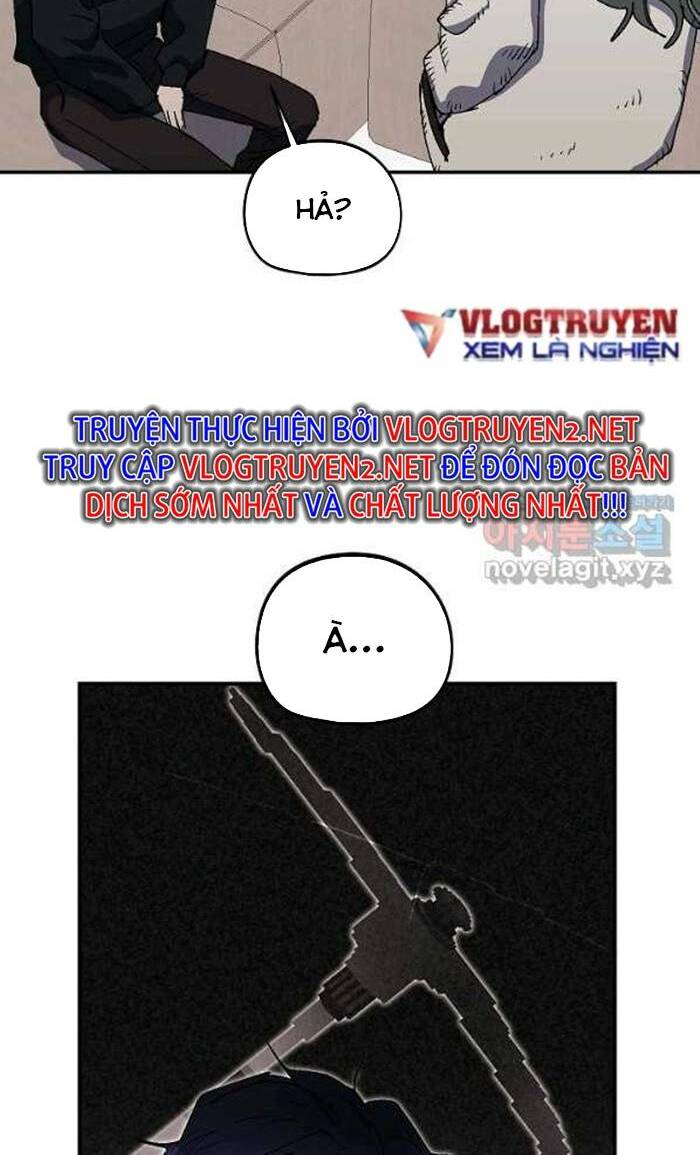 HẢ?
VLOGTRUYEN
XEM LÀ NGHIỆN
TRUYỆN THỰC HIỆN BỞI VLOGTRUYEN2.NET
TRUY CẬP VLOGTRUYEN2.NET ĐỂ ĐÓN ĐỌC BẢN
DỊCH SỚM NHẤT VÀ CHẤT LƯỢNG NHẤT!!!
아지툰소설
novelagit.xyz
À...